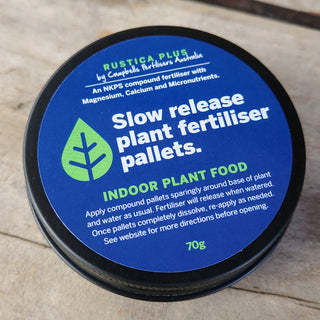 RUSTICA PLUS
by Campbells Fertilisers Australia
An NKPS compound fertiliser with
Magnesium, Calcium and Micronutrients.
Slow release
plant fertiliser
pallets.
INDOOR PLANT FOOD
Apply compound pallets sparingly around base of plant
and water as usual. Fertiliser will release when watered.
Once pallets completely dissolve, re-apply as needed.
See website for more directions before opening.
70g